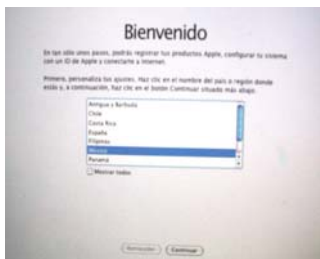 Bienvenido
En tan sólo unos pasos, podrás registrar tus productos Apple, configurar tu sistema
con un ID de Apple y conectarte a Internet.
Primero, personaliza tus ajustes. Haz clic en el nombre del país o región donde
estás y, a continuación, haz clic en el botón Continuar situado más abajo.
Antigua y Barbuda
Chile
Costa Rica
España
Filipinas
México
Panamá
Mostrar todos
Retroceder
Continuar